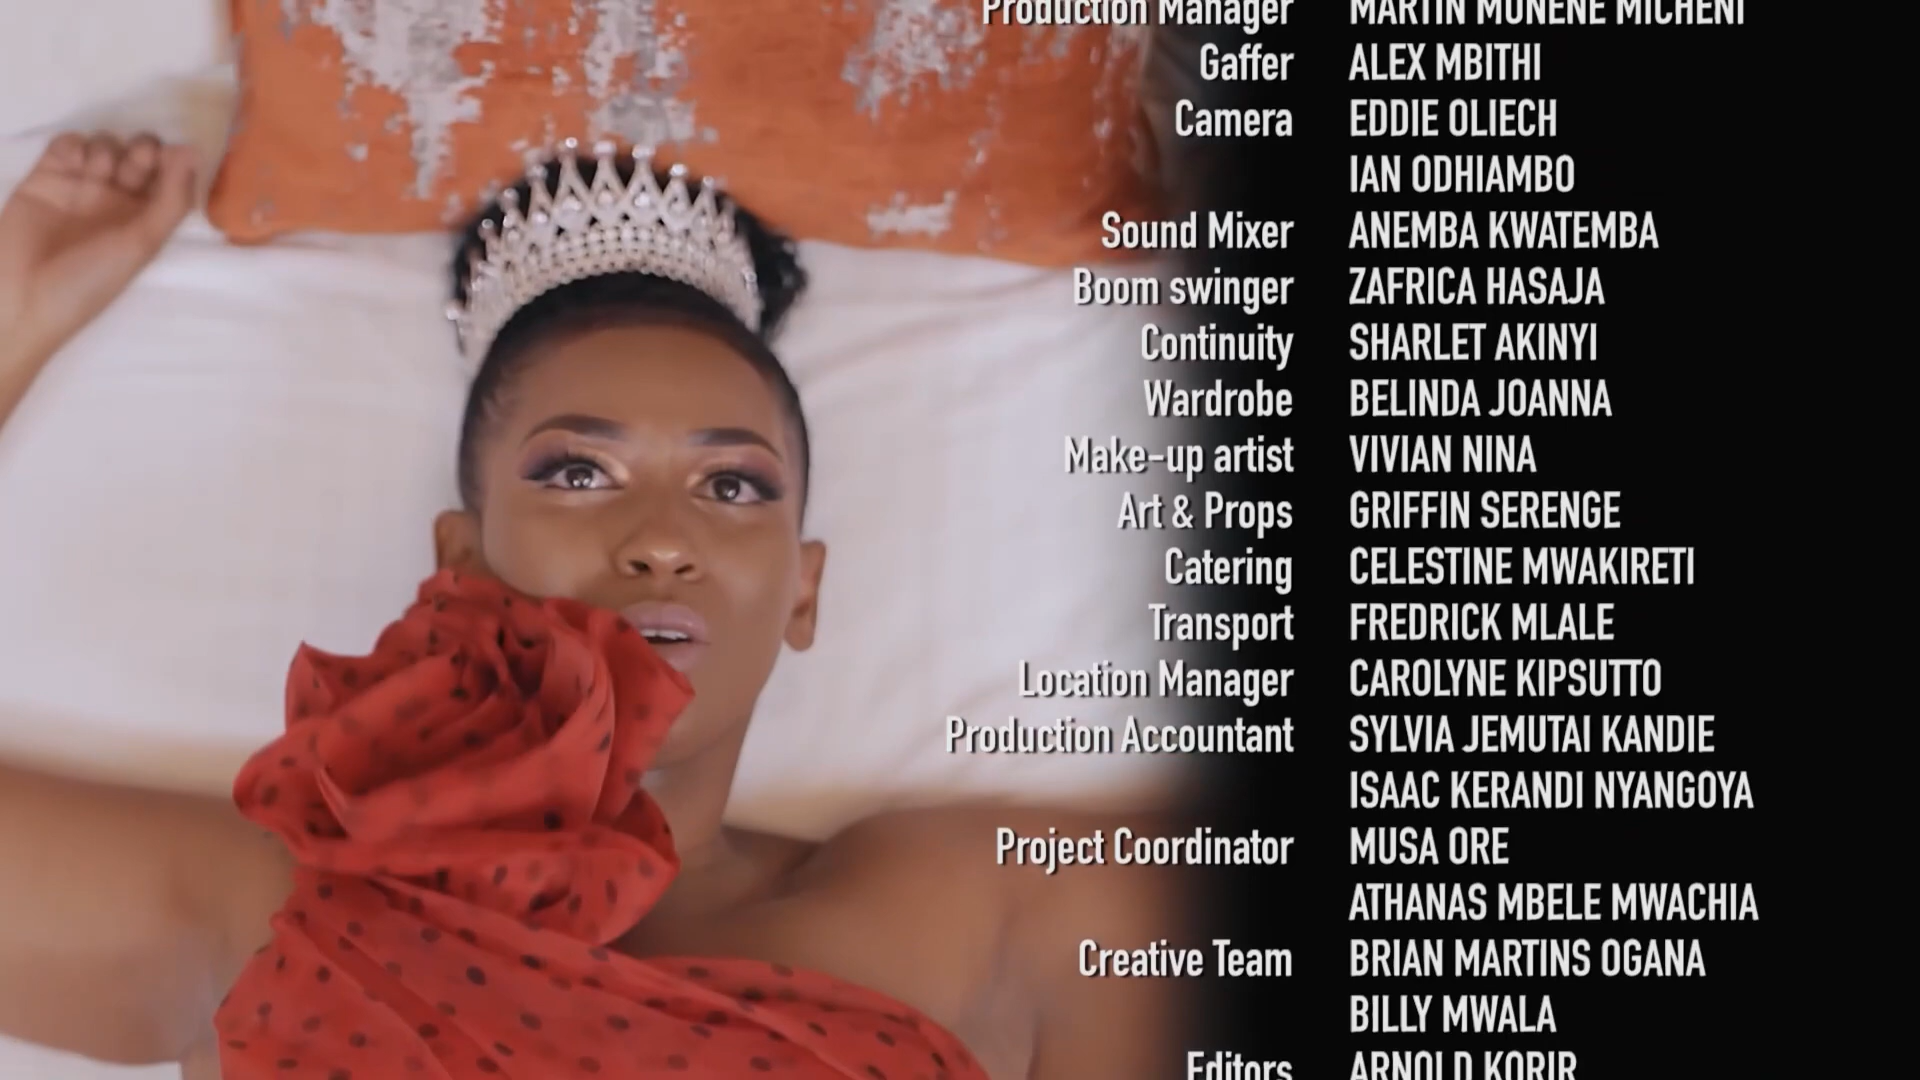 Production Manager MARTIN MUNENE MICHENI
Gaffer ALEX MBITHI
Camera EDDIE OLIECH
IAN ODHIAMBO
Sound Mixer ANEMBA KWATEMBA
Boom swinger ZAFRICA HASAJA
Continuity SHARLET AKINYI
Wardrobe BELINDA JOANNA
Make-up artist VIVIAN NINA
Art & Props GRIFFIN SERENGE
Catering CELESTINE MWAKIRETI
Transport FREDRICK MLALE
Location Manager CAROLYNE KIPSUTTO
Production Accountant SYLVIA JEMUTAI KANDIE
ISAAC KERANDI NYANGOYA
Project Coordinator MUSA ORE
ATHANAS MBELE MWACHIA
Creative Team BRIAN MARTINS OGANA
BILLY MWALA
Editors ARNOLD KORIR